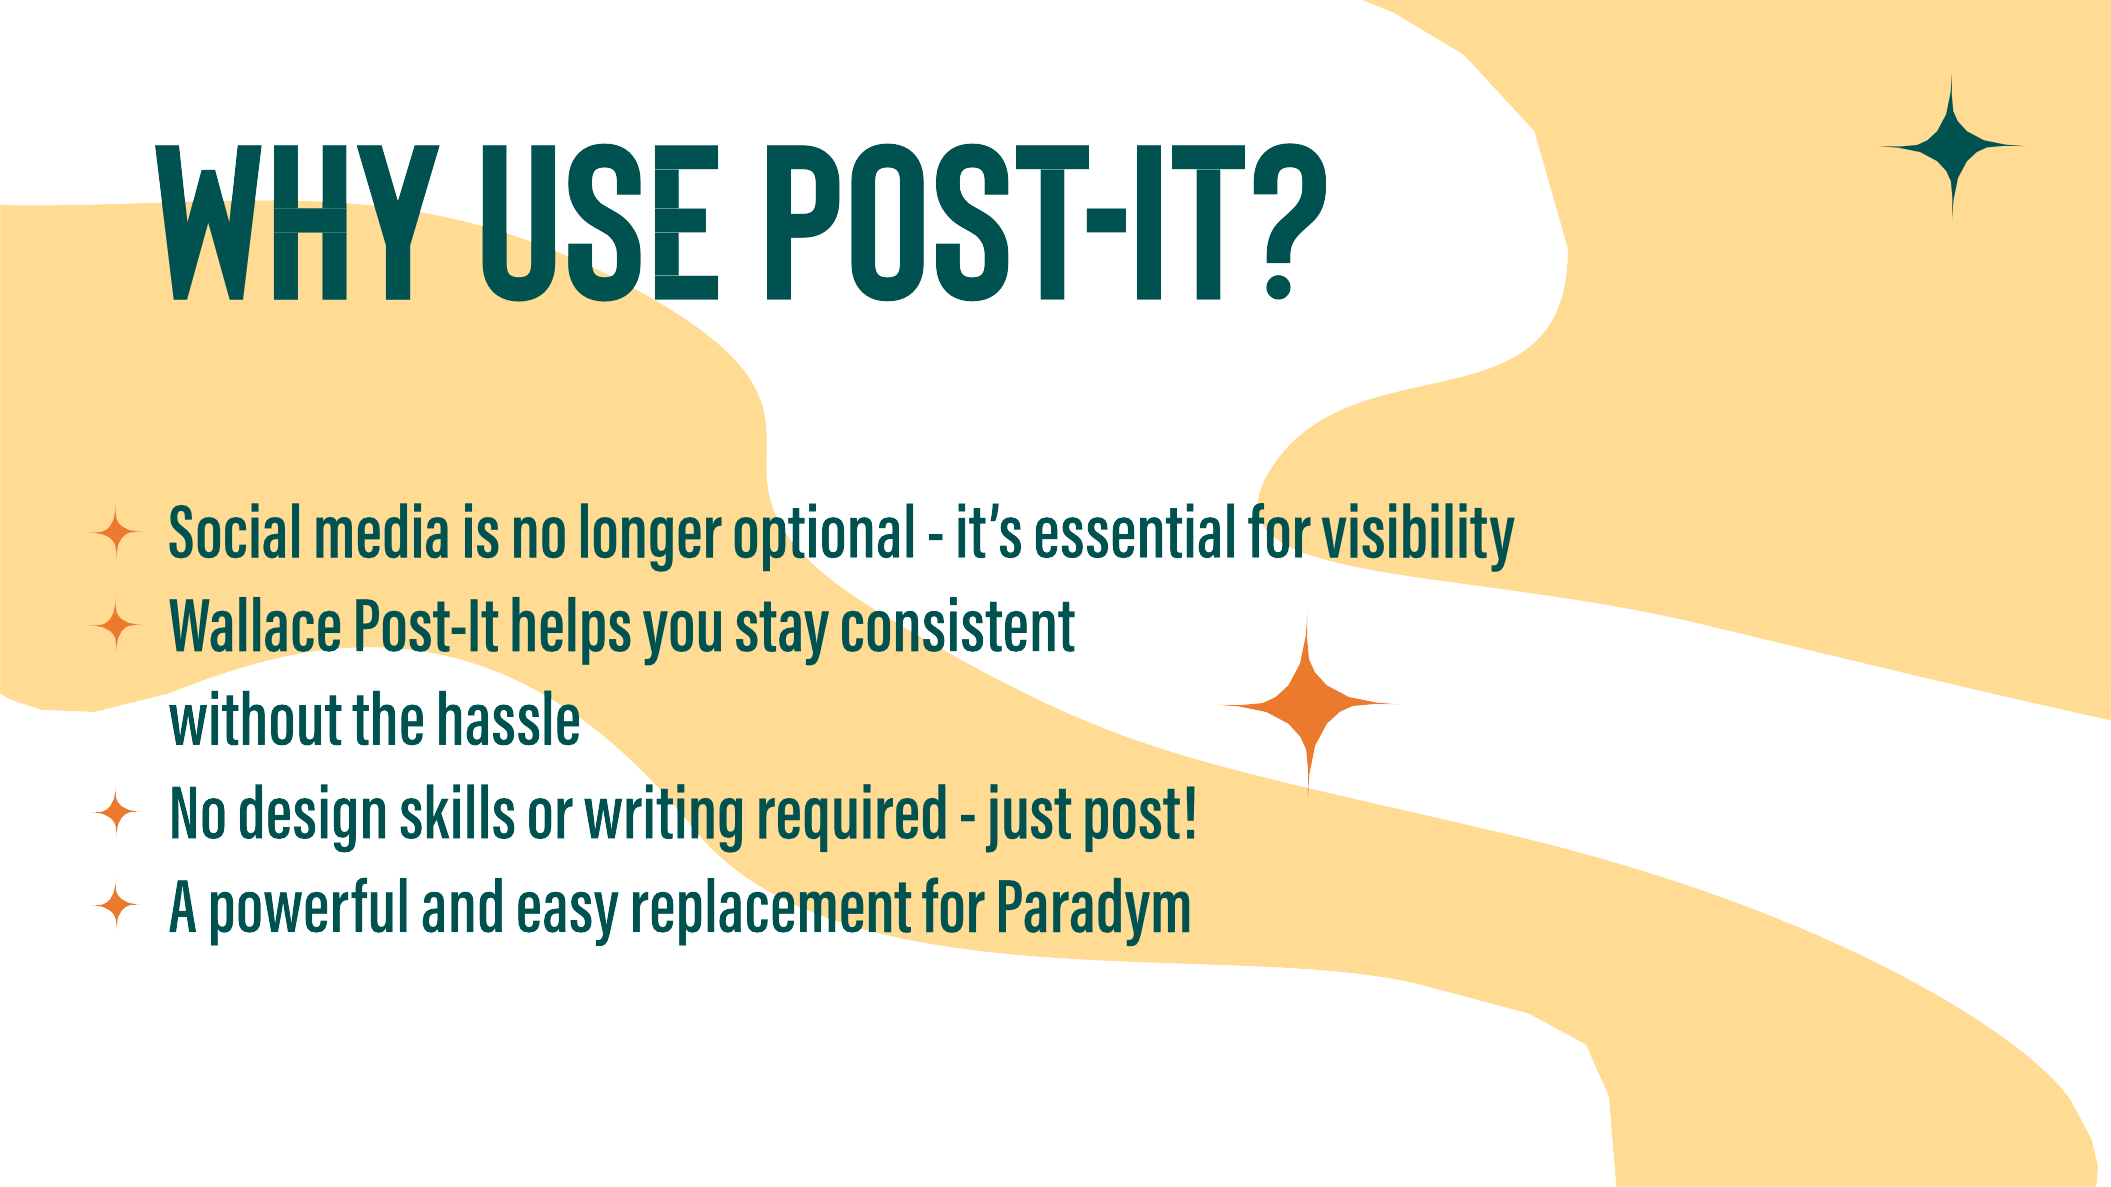 WHY USE POST-IT?
Social media is no longer optional - it’s essential for visibility
Wallace Post-It helps you stay consistent
without the hassle
No design skills or writing required - just post!
A powerful and easy replacement for Paradym